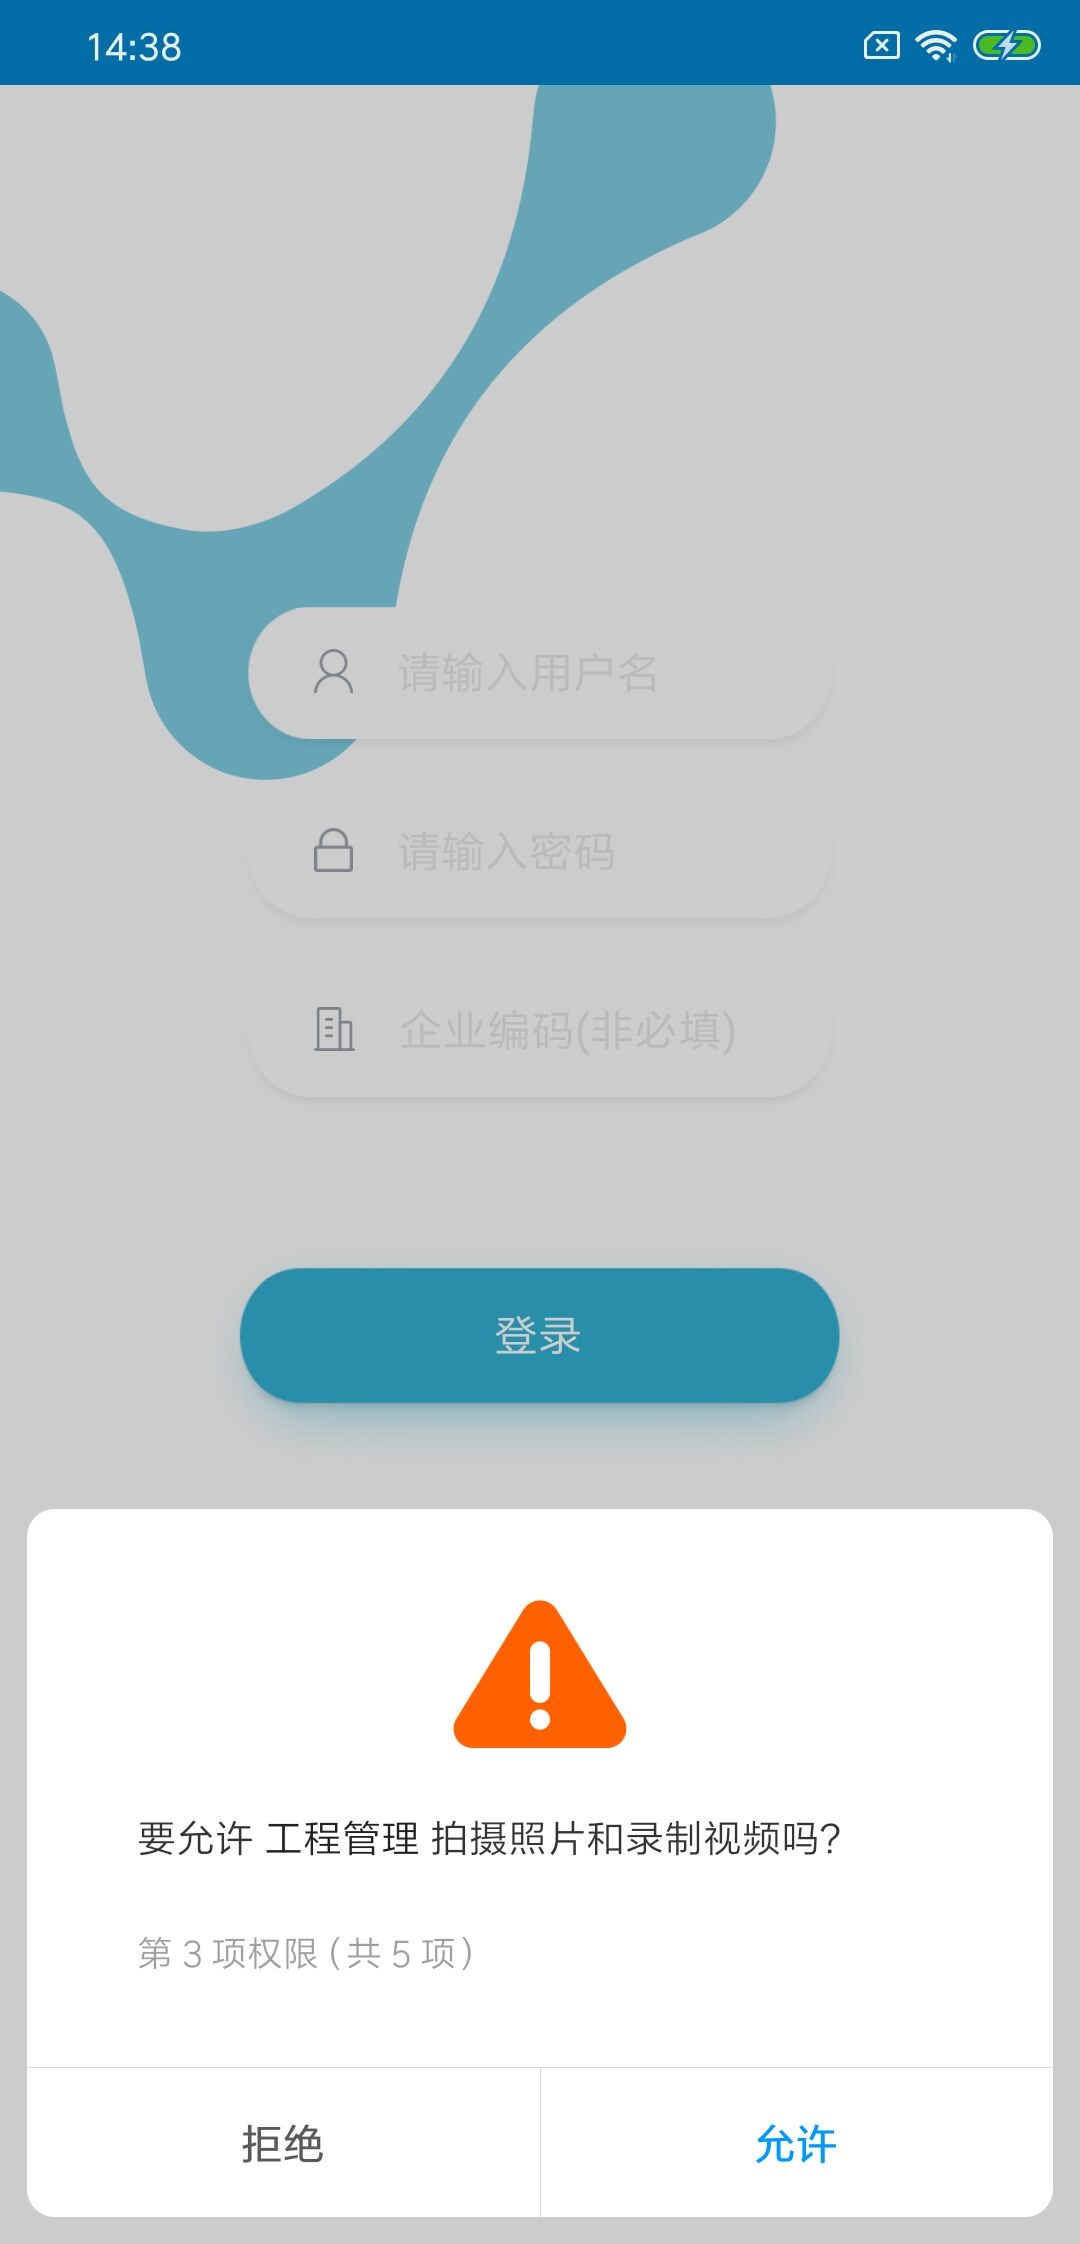 14:38
请输入用户名
请输入密码
企业编码(非必填)
登录
要允许 工程管理 拍摄照片和录制视频吗?
第 3 项权限 (共 5 项)
拒绝
允许